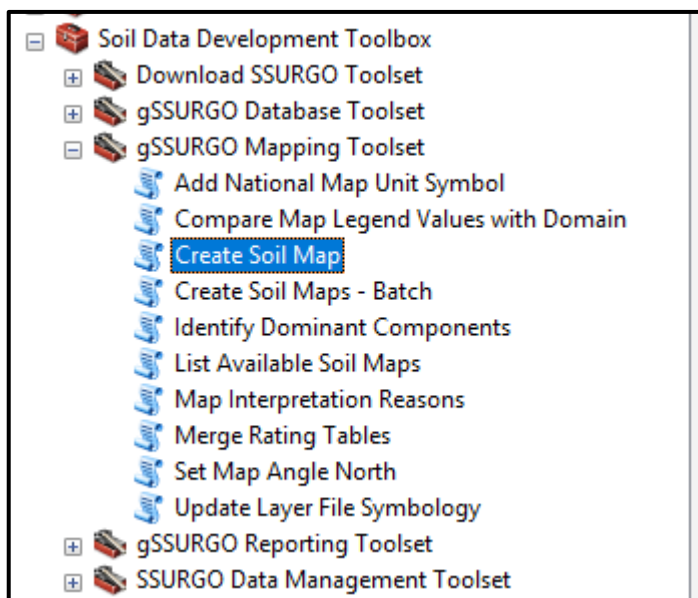 Soil Data Development Toolbox
Download SSURGO Toolset
gSSURGO Database Toolset
gSSURGO Mapping Toolset
Add National Map Unit Symbol
Compare Map Legend Values with Domain
Create Soil Map
Create Soil Maps - Batch
Identify Dominant Components
List Available Soil Maps
Map Interpretation Reasons
Merge Rating Tables
Set Map Angle North
Update Layer File Symbology
gSSURGO Reporting Toolset
SSURGO Data Management Toolset